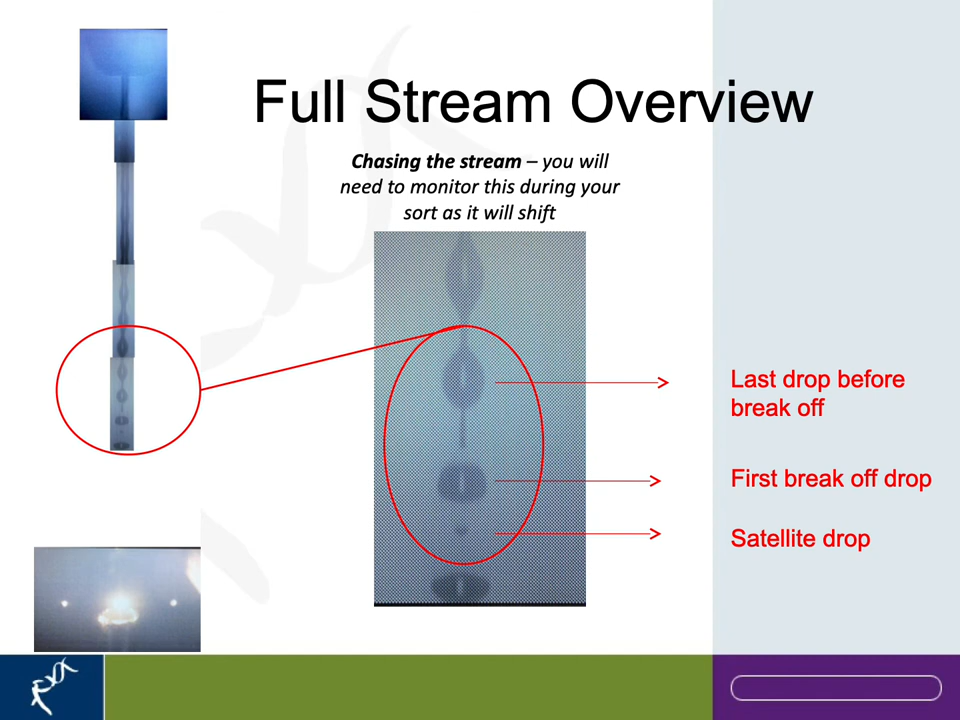 Full Stream Overview
Chasing the stream – you will
need to monitor this during your
sort as it will shift
Last drop before
break off
First break off drop
Satellite drop